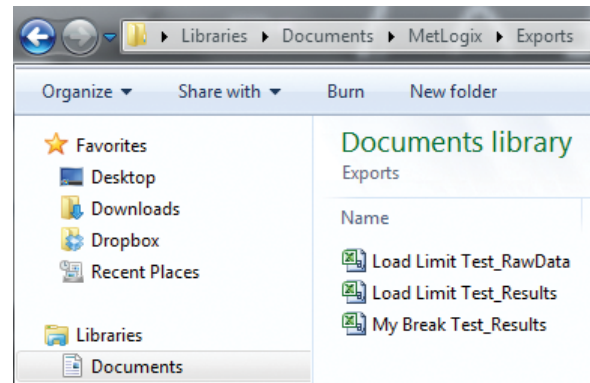 Libraries Documents MetLogix Exports
Organize Share with Burn New folder
Favorites
Desktop
Downloads
Dropbox
Recent Places
Libraries
Documents
Documents library
Exports
Name
Load Limit Test_RawData
Load Limit Test_Results
My Break Test_Results